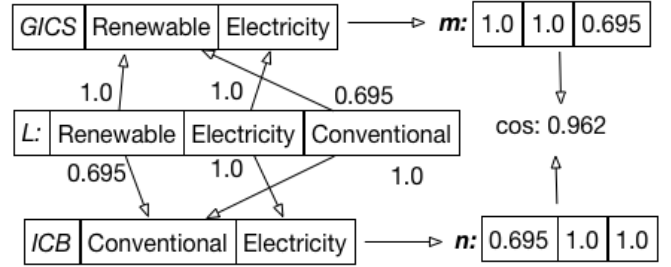 GICS Renewable Electricity m: 1.0 1.0 0.695
1.0 1.0 0.695
L: Renewable Electricity Conventional cos: 0.962
0.695 1.0 1.0
ICB Conventional Electricity n: 0.695 1.0 1.0